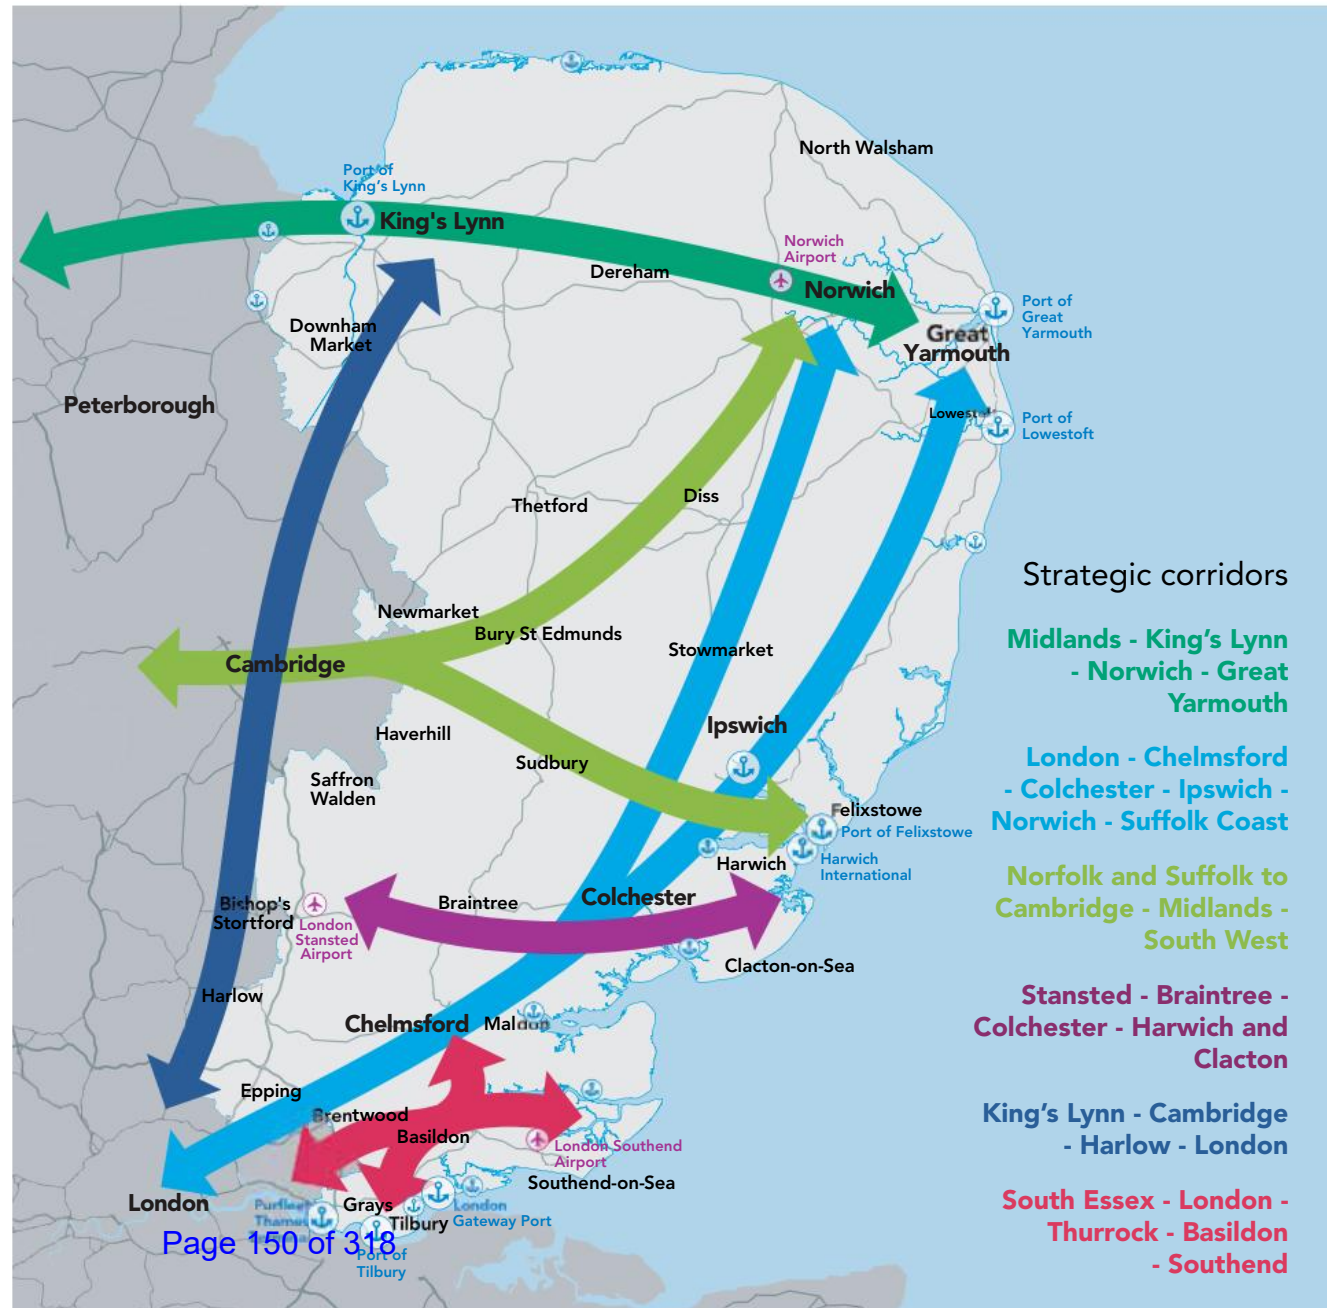 North Walsham
Port of
King's Lynn
King's Lynn
Norwich
Airport
Dereham
Norwich
Port of
Great
Yarmouth
Downham
Market
Great
Yarmouth
Peterborough
Port of
Lowestoft
Thetford
Diss
Strategic corridors
Newmarket
Bury St Edmunds
Midlands - King's Lynn
- Norwich - Great
Yarmouth
Cambridge
Stowmarket
Haverhill
Ipswich
Sudbury
London - Chelmsford
- Colchester - Ipswich -
Norwich - Suffolk Coast
Saffron
Walden
Felixstowe
Port of Felixstowe
Harwich
Harwich
International
Norfolk and Suffolk to
Cambridge - Midlands -
South West
Bishop's
Stortford
London
Stansted
Airport
Braintree
Colchester
Clacton-on-Sea
Stansted - Braintree -
Colchester - Harwich and
Clacton
Harlow
Chelmsford
Maldon
Epping
Brentwood
Basildon
King's Lynn - Cambridge
- Harlow - London
London Southend
Airport
Southend-on-Sea
London
Purfleet
Thames
Grays
Tilbury
London
Gateway Port
Port of
Tilbury
South Essex - London -
Thurrock - Basildon
- Southend
Page 150 of 318